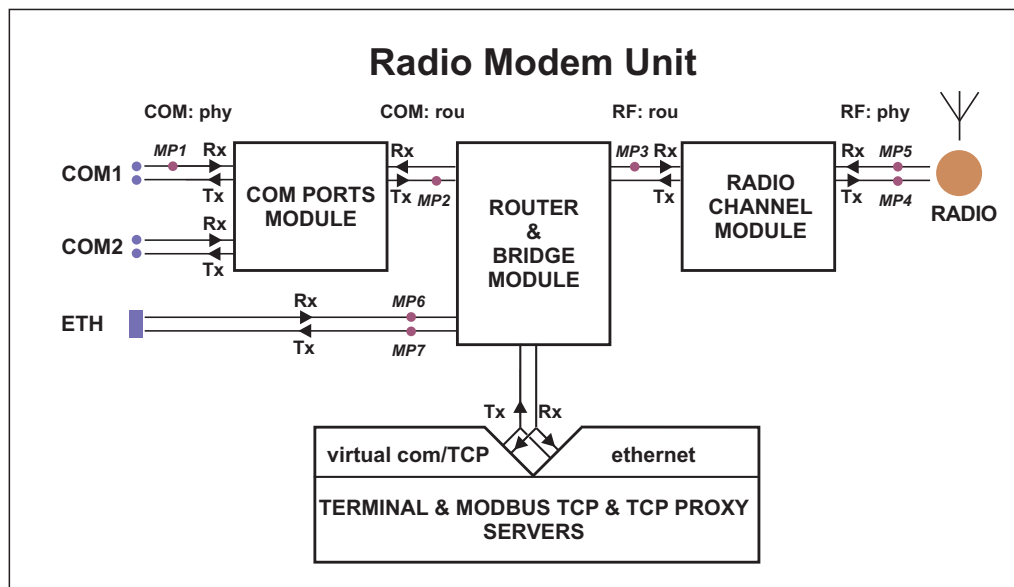 Radio Modem Unit
COM: phy
COM: rou
RF: rou
RF: phy
MP1
Rx
COM1
Tx
COM PORTS
MODULE
Rx
Tx
MP2
Rx
COM2
Tx
ROUTER
&
BRIDGE
MODULE
MP3
Rx
Tx
RADIO
CHANNEL
MODULE
Rx
MP5
Tx
MP4
RADIO
ETH
Rx
MP6
Tx
MP7
Tx
Rx
virtual com/TCP
ethernet
TERMINAL & MODBUS TCP & TCP PROXY
SERVERS